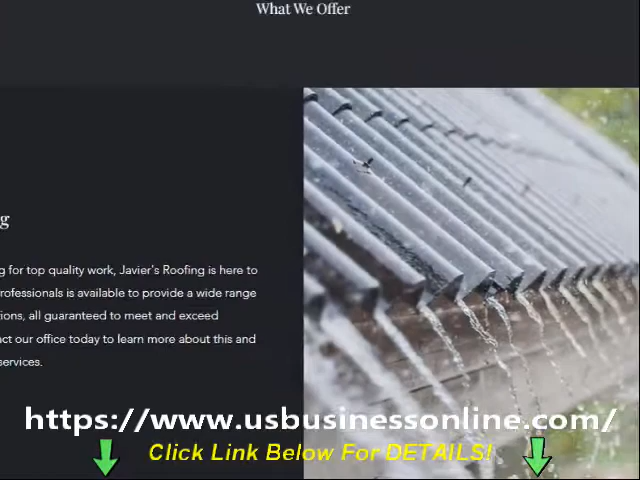 What We Offer
g
g for top quality work, Javier's Roofing is here to
rofessionals is available to provide a wide range
ions, all guaranteed to meet and exceed
act our office today to learn more about this and
services.
https://www.usbusinessonline.com/
Click Link Below For DETAILS!